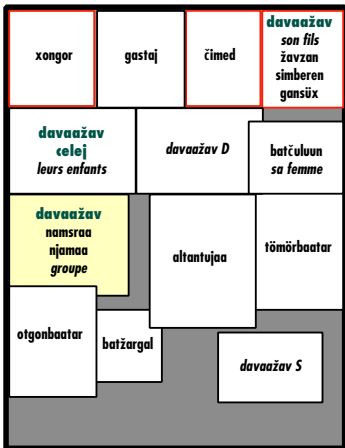 xongor
gastaj
čimed
davaažav
son fils
žavzan
simberen
gansüx
davaažav
celej
leurs enfants
davaažav D
batčuluun
sa femme
davaažav
namsraa
njamaa
groupe
altantujaa
tömörbaatar
otgonbaatar
batžargal
davaažav S